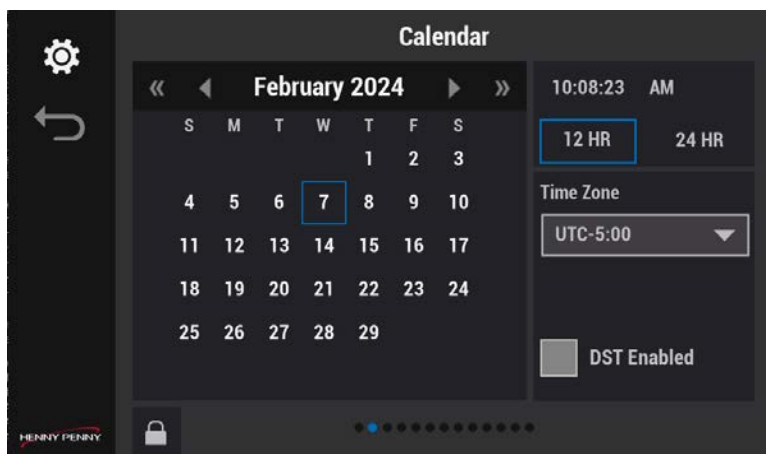 Calendar
« ◀ February 2024 ▶ »
S M T W T F S
1 2 3
4 5 6 7 8 9 10
11 12 13 14 15 16 17
18 19 20 21 22 23 24
25 26 27 28 29
10:08:23 AM
12 HR 24 HR
Time Zone
UTC-5:00
DST Enabled
HENNY PENNY